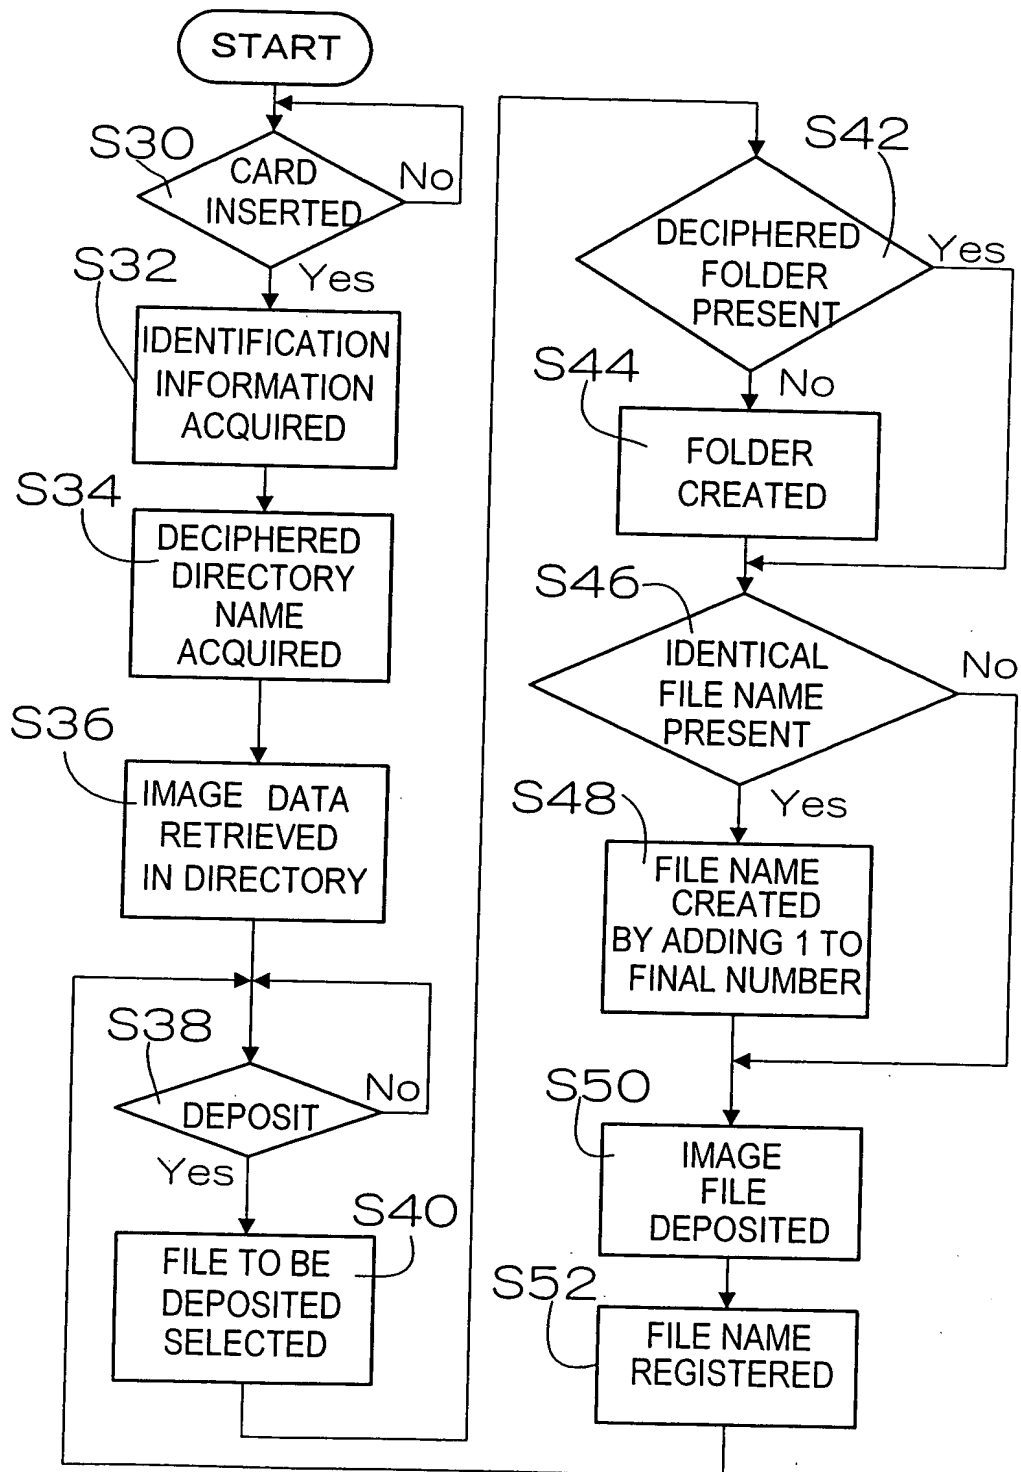 START
S30
CARD
INSERTED
No
Yes
S32
IDENTIFICATION
INFORMATION
ACQUIRED
S34
DECIPHERED
DIRECTORY
NAME
ACQUIRED
S36
IMAGE DATA
RETRIEVED
IN DIRECTORY
S38
DEPOSIT
No
Yes
S40
FILE TO BE
DEPOSITED
SELECTED
S42
DECIPHERED
FOLDER
PRESENT
Yes
No
S44
FOLDER
CREATED
S46
IDENTICAL
FILE NAME
PRESENT
No
Yes
S48
FILE NAME
CREATED
BY ADDING 1 TO
FINAL NUMBER
S50
IMAGE
FILE
DEPOSITED
S52
FILE NAME
REGISTERED